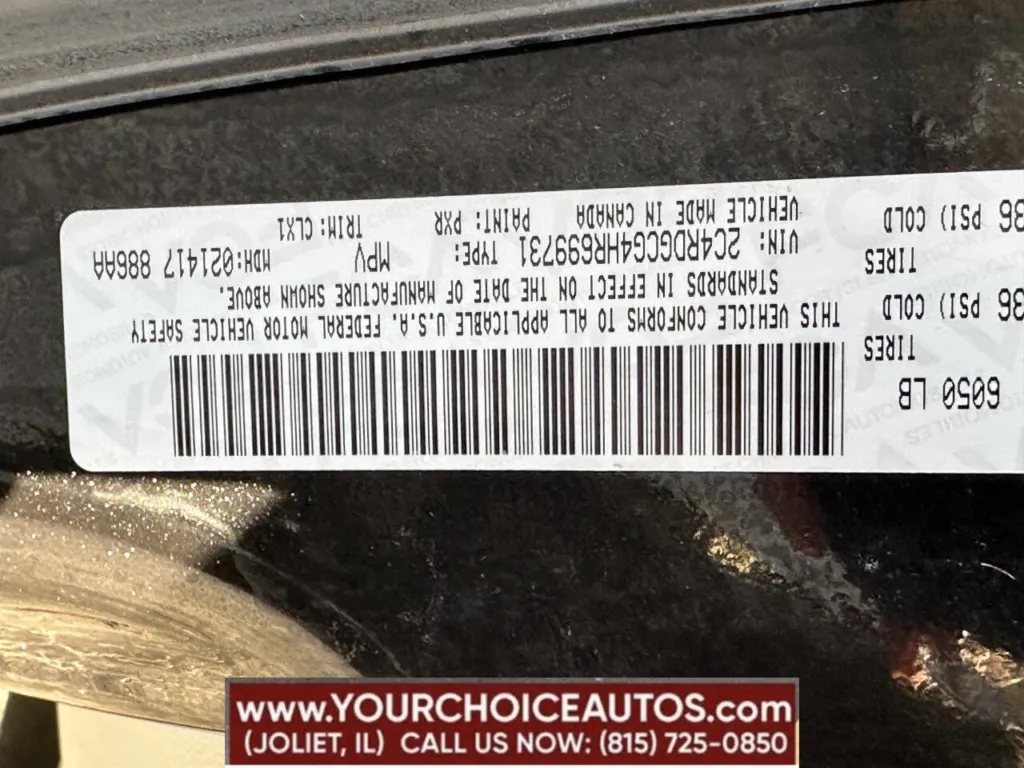 6050 LB
TIRES 36 PSI) COLD
TIRES 36 PSI) COLD
THIS VEHICLE CONFORMS TO ALL APPLICABLE U.S.A. FEDERAL MOTOR VEHICLE SAFETY
STANDARDS IN EFFECT ON THE DATE OF MANUFACTURE SHOWN ABOVE.
VIN: 2C4RDGCG4HR699731 TYPE: MPV MDH:021417 886AA
VEHICLE MADE IN CANADA PAINT: PXR TRIM: CLX1
www.YOURCHOICEAUTOS.com
(JOLIET, IL) CALL US NOW: (815) 725-0850